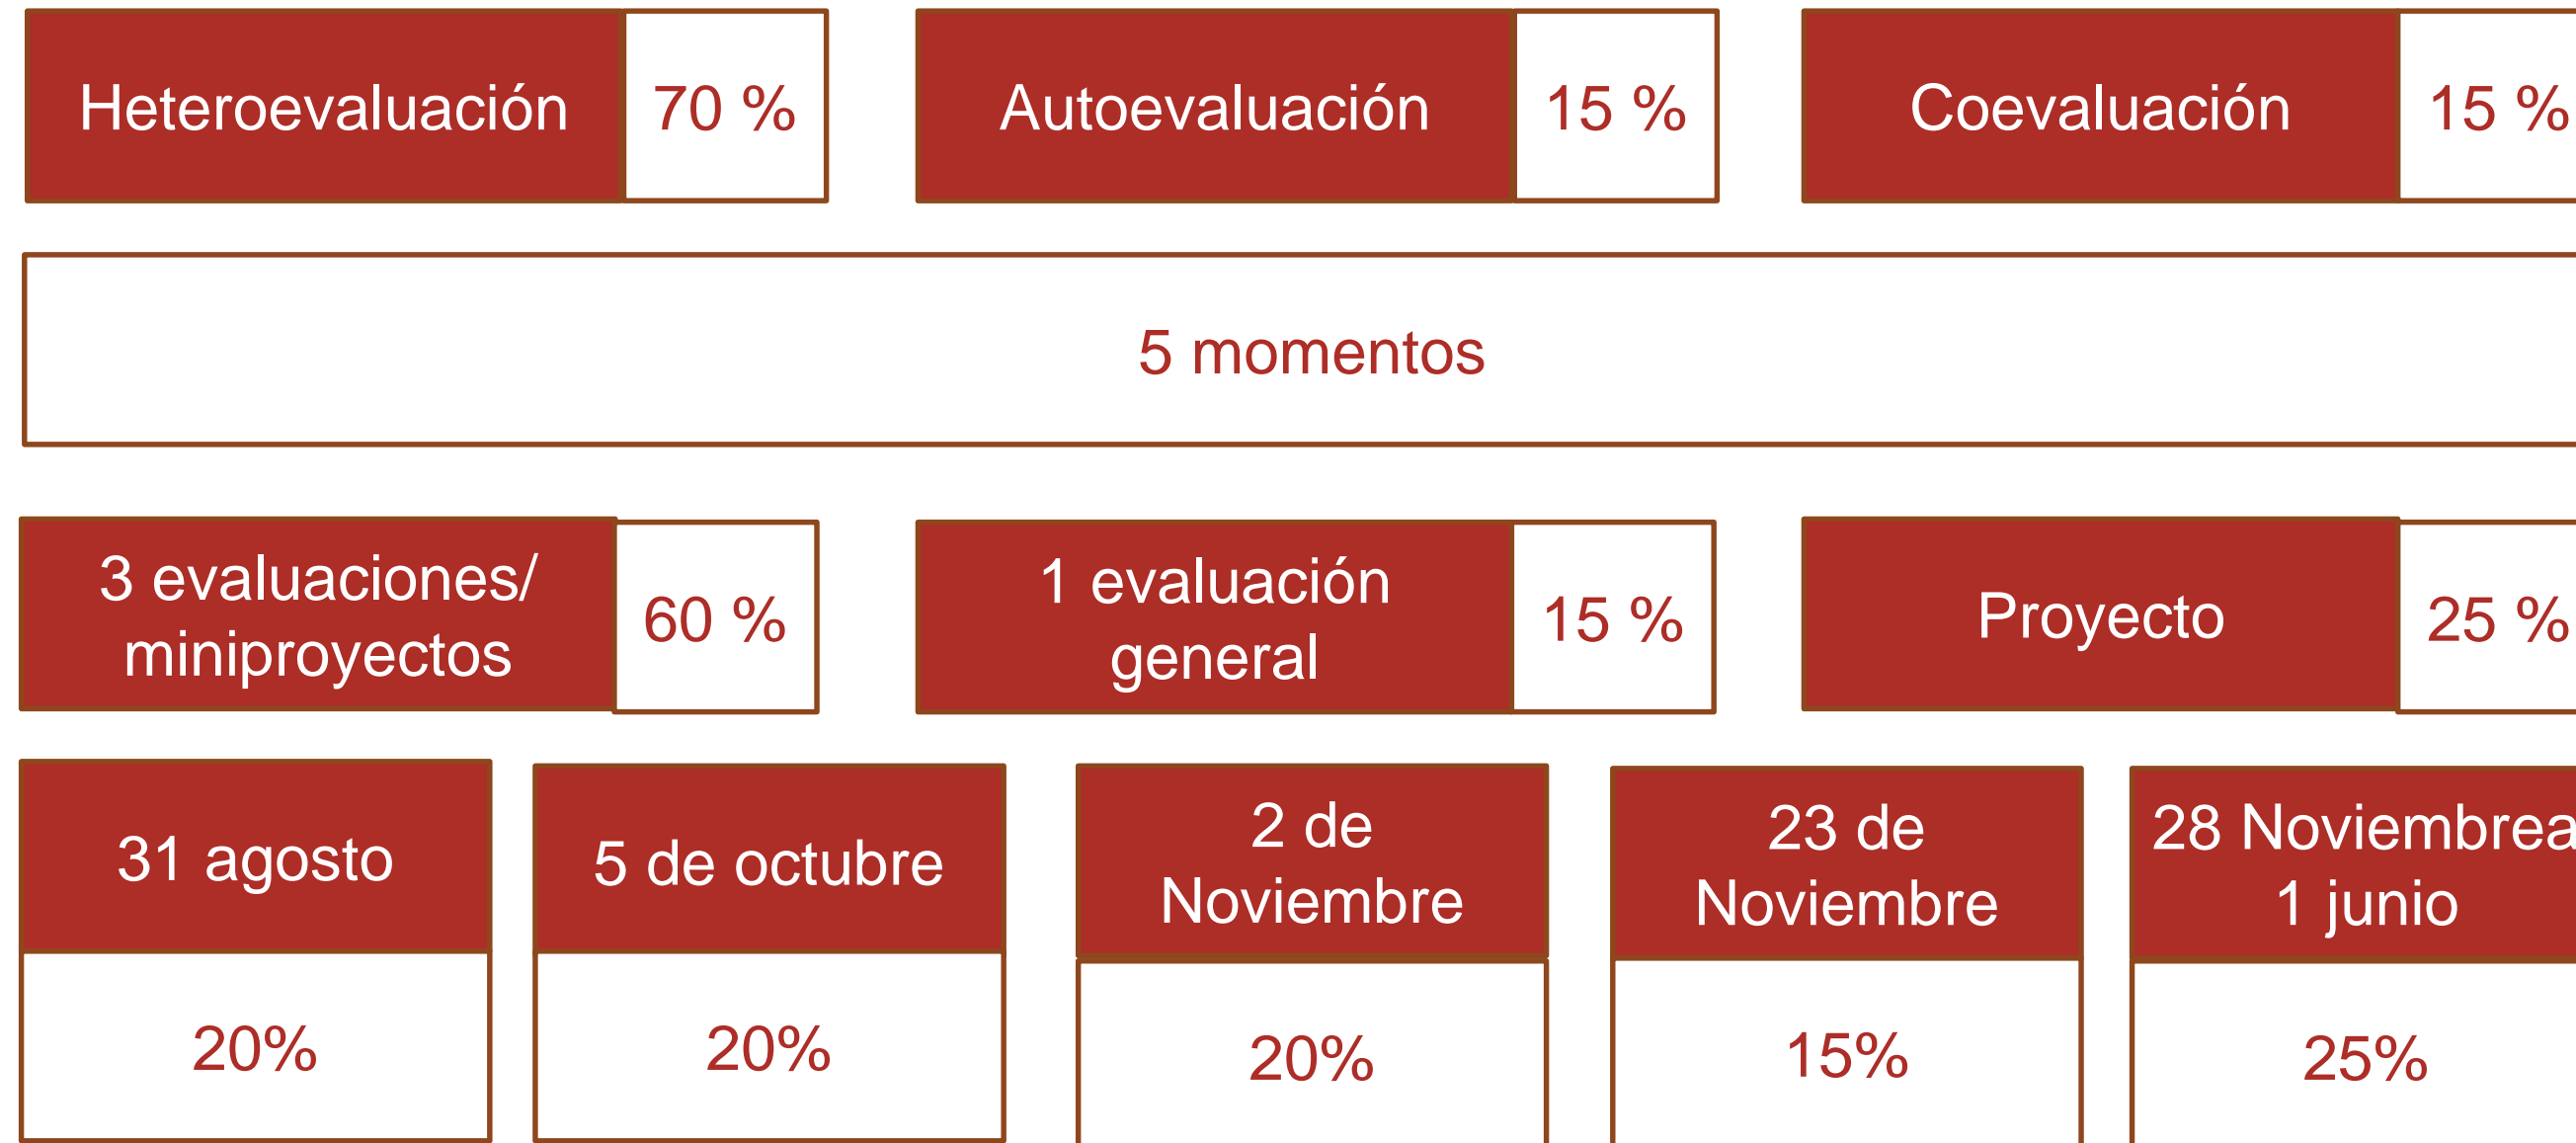 Heteroevaluación
70 %
Autoevaluación
15 %
Coevaluación
15 %
5 momentos
3 evaluaciones/
miniproyectos
60 %
1 evaluación
general
15 %
Proyecto
25 %
31 agosto
5 de octubre
2 de
Noviembre
23 de
Noviembre
28 Noviembrea
1 junio
20%
20%
20%
15%
25%